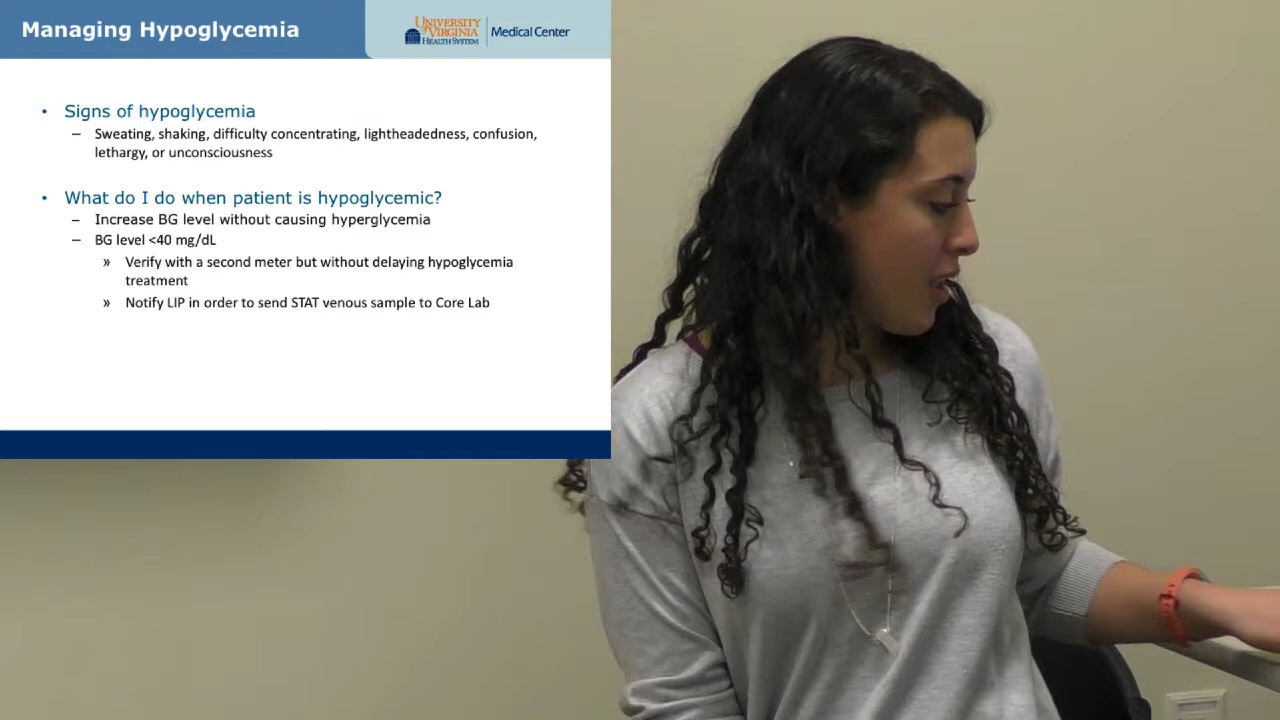 Managing Hypoglycemia
UNIVERSITY
of VIRGINIA
HEALTH SYSTEM
Medical Center
• Signs of hypoglycemia
– Sweating, shaking, difficulty concentrating, lightheadedness, confusion,
lethargy, or unconsciousness
• What do I do when patient is hypoglycemic?
– Increase BG level without causing hyperglycemia
– BG level <40 mg/dL
» Verify with a second meter but without delaying hypoglycemia
treatment
» Notify LIP in order to send STAT venous sample to Core Lab